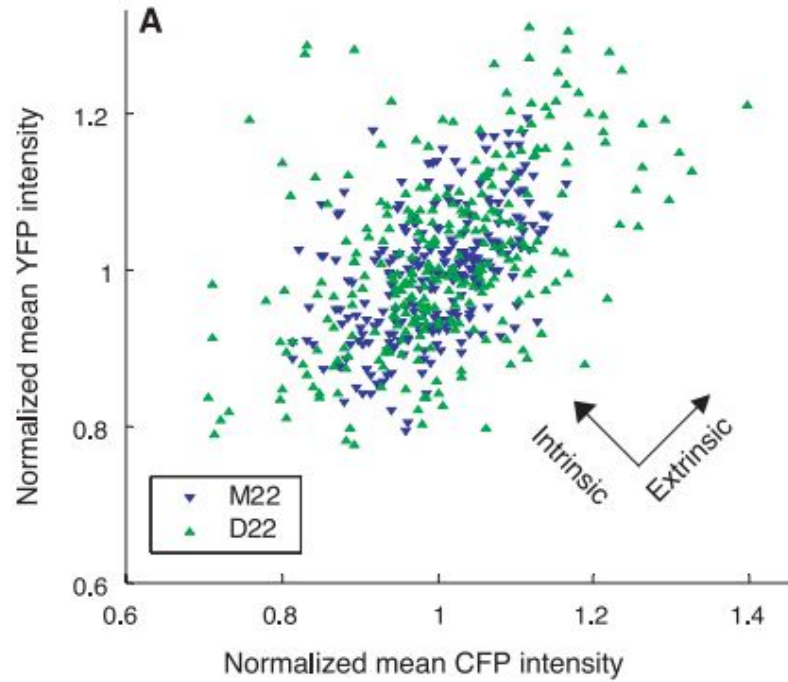 A
Normalized mean YFP intensity
1.2
1
0.8
0.6
Intrinsic
Extrinsic
M22
D22
0.6
0.8
1
1.2
1.4
Normalized mean CFP intensity